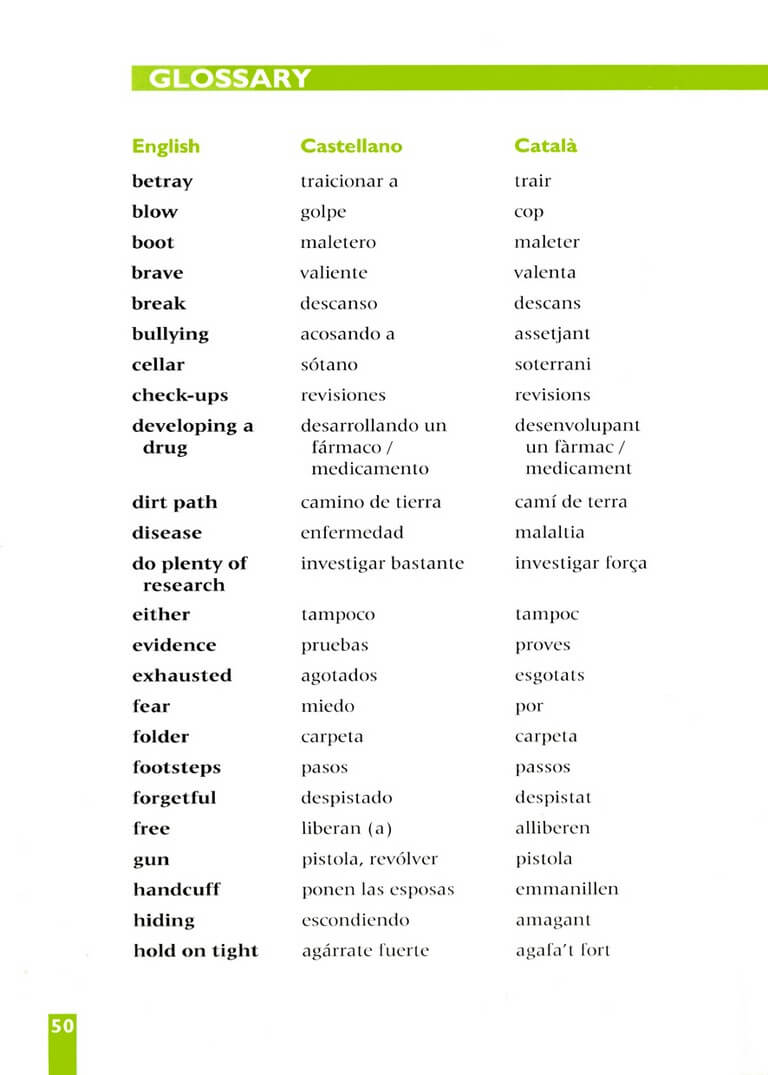 GLOSSARY
English Castellano Català
betray traicionar a trair
blow golpe cop
boot maletero maleter
brave valiente valenta
break descanso descans
bullying acosando a assetjant
cellar sótano soterrani
check-ups revisiones revisions
developing a desarrollando un desenvolupant
drug fármaco / un fàrmac /
medicamento medicament
dirt path camino de tierra camí de terra
disease enfermedad malaltia
do plenty of investigar bastante investigar força
research
either tampoco tampoc
evidence pruebas proves
exhausted agotados esgotats
fear miedo por
folder carpeta carpeta
footsteps pasos passos
forgetful despistado despistat
free liberan (a) alliberen
gun pistola, revólver pistola
handcuff ponen las esposas emmanillen
hiding escondiendo amagant
hold on tight agárrate fuerte agafa't fort
50